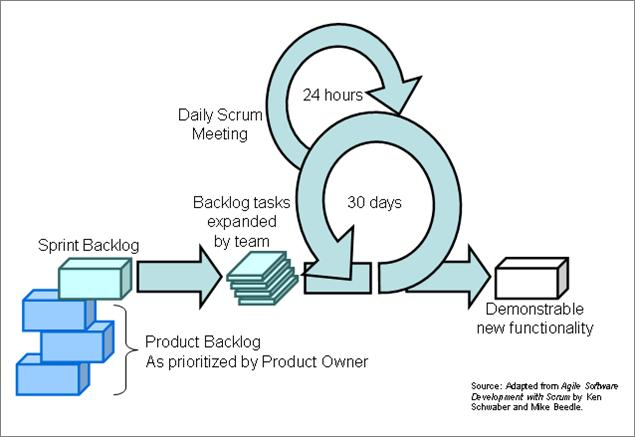 24 hours
Daily Scrum
Meeting
Backlog tasks
expanded
by team
30 days
Sprint Backlog
Demonstrable
new functionality
Product Backlog
As prioritized by Product Owner
Source: Adapted from Agile Software
Development with Scrum by Ken
Schwaber and Mike Beedle.